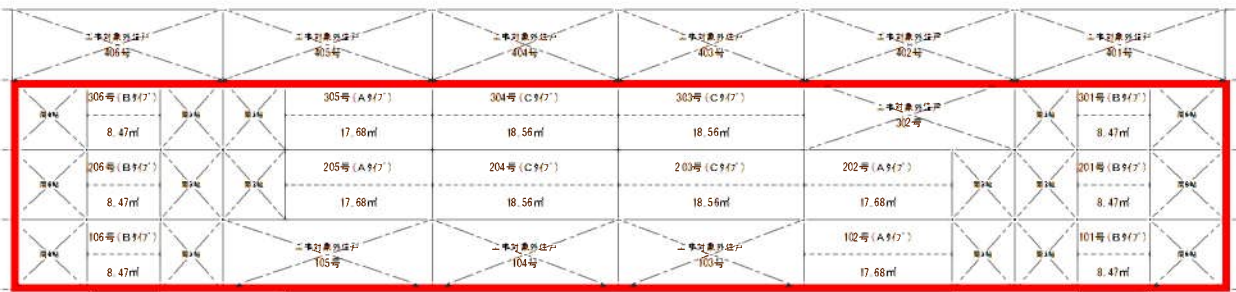 工事対象外住戸 工事対象外住戸 工事対象外住戸 工事対象外住戸 工事対象外住戸 工事対象外住戸
406号 405号 404号 403号 402号 401号
306号(Bタイプ) 305号(Aタイプ) 304号(Cタイプ) 303号(Cタイプ) 工事対象外住戸 301号(Bタイプ)
302号
8.47㎡ 17.68㎡ 18.56㎡ 18.56㎡ 8.47㎡
206号(Bタイプ) 205号(Aタイプ) 204号(Cタイプ) 203号(Cタイプ) 202号(Aタイプ) 201号(Bタイプ)
8.47㎡ 17.68㎡ 18.56㎡ 18.56㎡ 17.68㎡ 8.47㎡
106号(Bタイプ) 工事対象外住戸 工事対象外住戸 工事対象外住戸 102号(Aタイプ) 101号(Bタイプ)
105号 104号 103号
8.47㎡ 17.68㎡ 8.47㎡